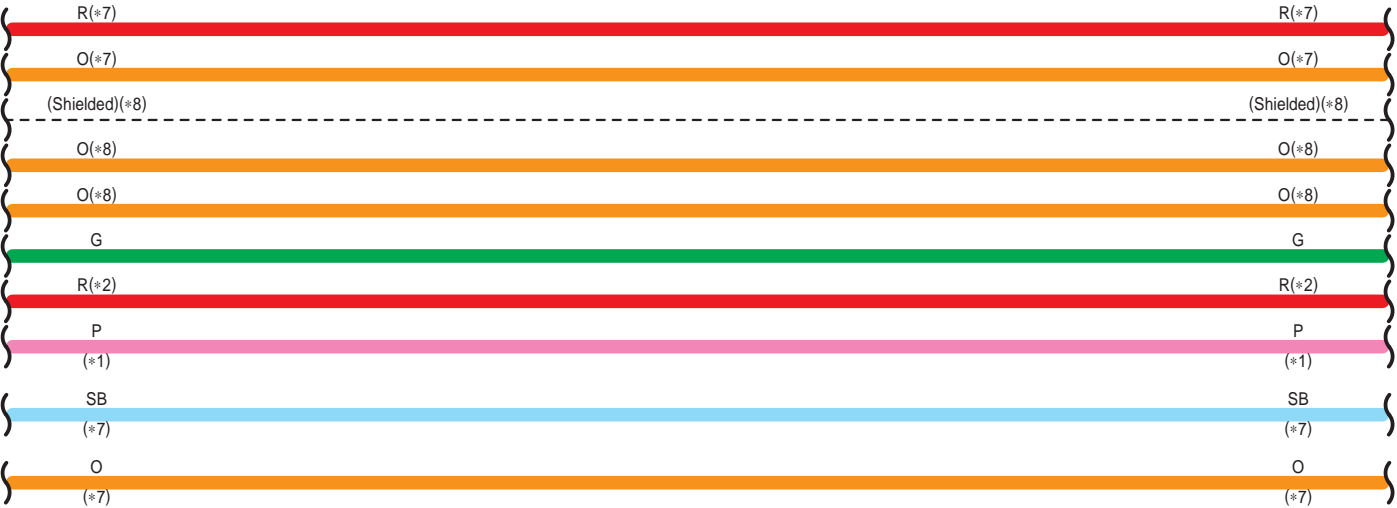 R(*7) R(*7)
O(*7) O(*7)
(Shielded)(*8) (Shielded)(*8)
O(*8) O(*8)
O(*8) O(*8)
G G
R(*2) R(*2)
P P
(*1) (*1)
SB SB
(*7) (*7)
O O
(*7) (*7)